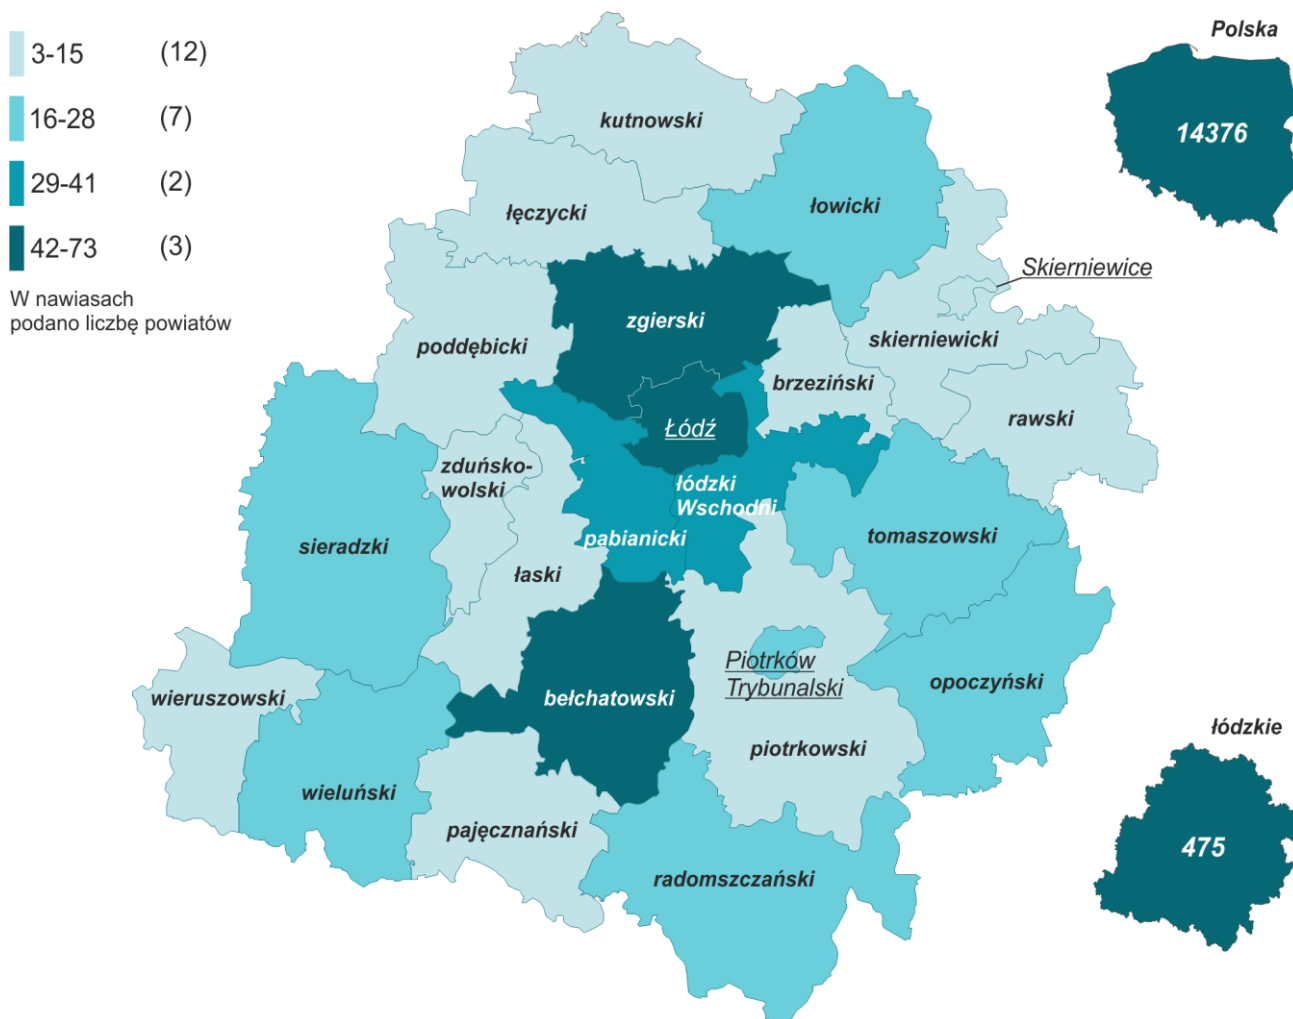 3-15 (12)
16-28 (7)
29-41 (2)
42-73 (3)
W nawiasach
podano liczbę powiatów
Polska
14376
kutnowski
łęczycki
łowicki
Skierniewice
zgierski
skierniewicki
poddębicki
brzeziński
rawski
Łódź
zduńsko-
wolski
łódzki
Wschodni
sieradzki
pabianicki
tomaszowski
łaski
Piotrków
Trybunalski
opoczyński
wieruszowski
bełchatowski
piotrkowski
wieluński
pajęcznański
radomszczański
łódzkie
475